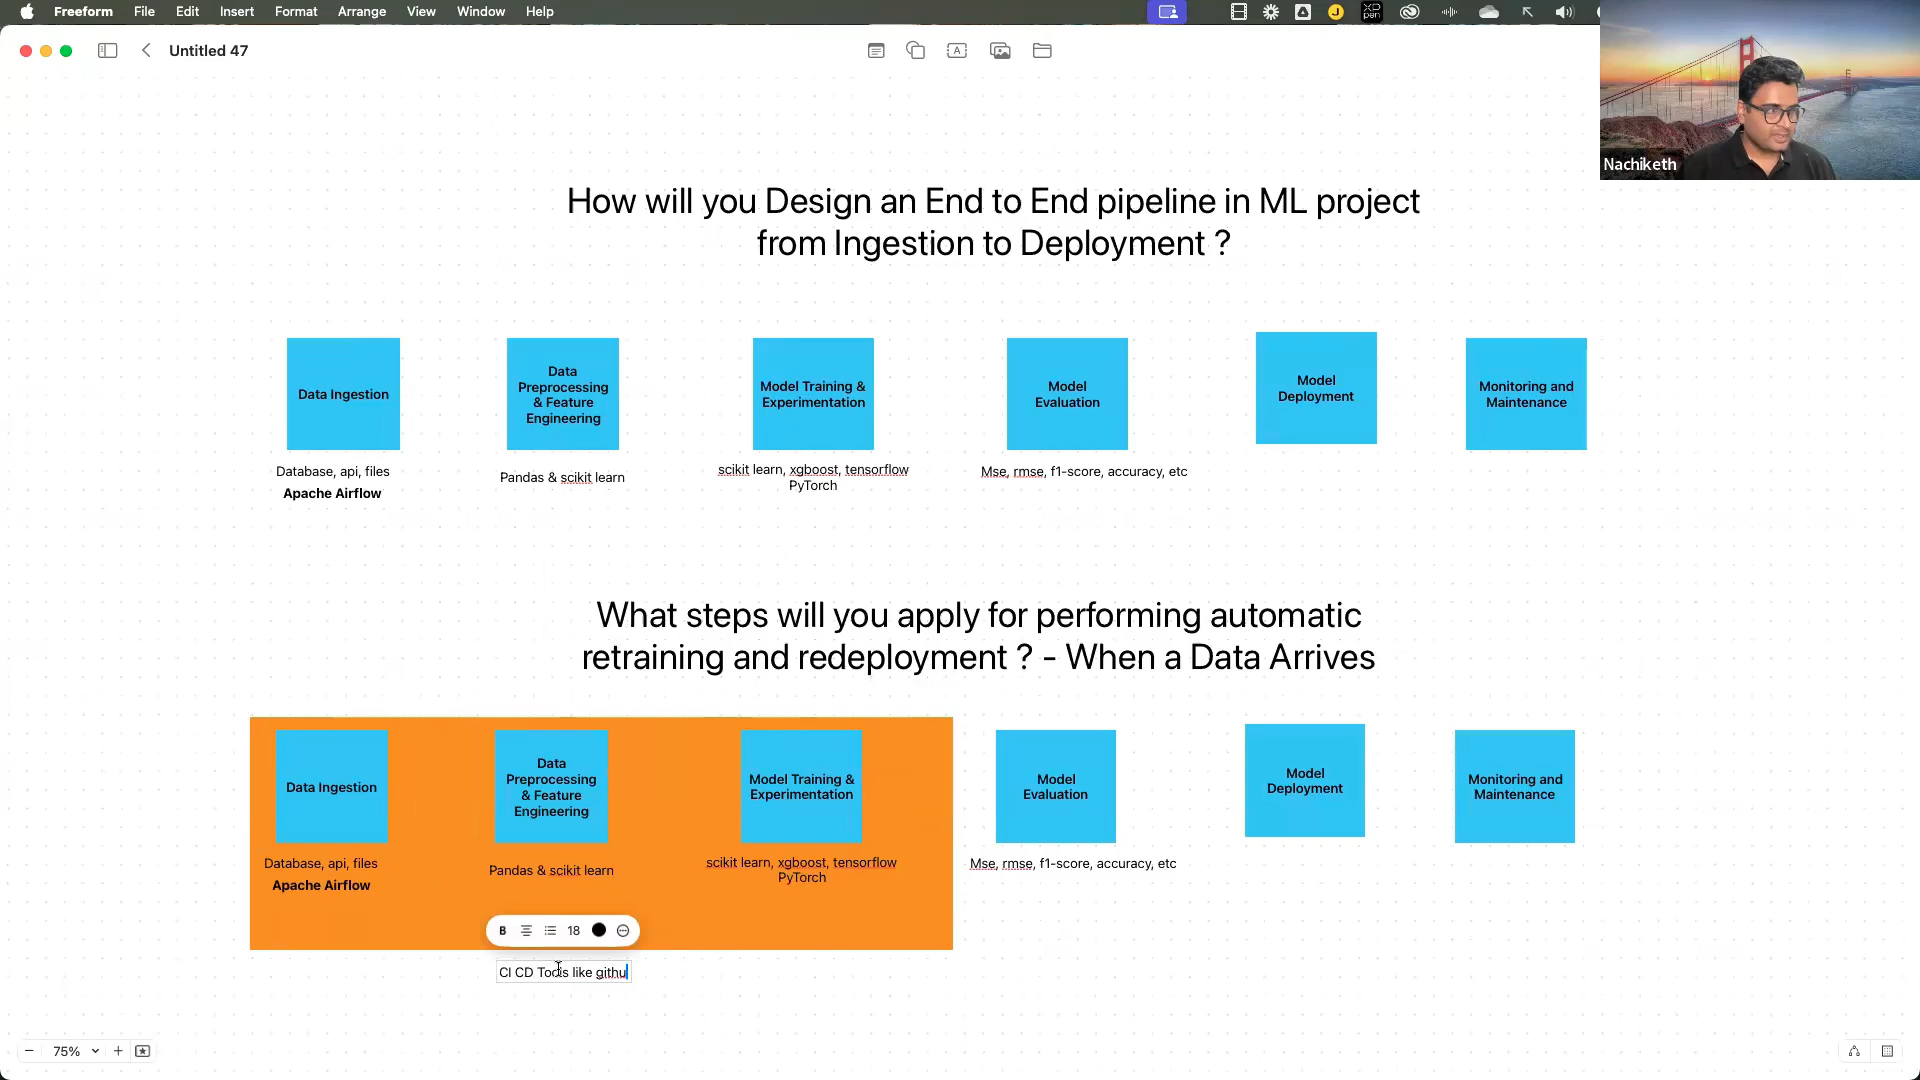 Freeform File Edit Insert Format Arrange View Window Help
Untitled 47
Nachiketh
How will you Design an End to End pipeline in ML project
from Ingestion to Deployment ?
Data Ingestion
Data
Preprocessing
& Feature
Engineering
Model Training &
Experimentation
Model
Evaluation
Model
Deployment
Monitoring and
Maintenance
Database, api, files
Apache Airflow
Pandas & scikit learn
scikit learn, xgboost, tensorflow
PyTorch
Mse, rmse, f1-score, accuracy, etc
What steps will you apply for performing automatic
retraining and redeployment ? - When a Data Arrives
Data Ingestion
Data
Preprocessing
& Feature
Engineering
Model Training &
Experimentation
Model
Evaluation
Model
Deployment
Monitoring and
Maintenance
Database, api, files
Apache Airflow
Pandas & scikit learn
scikit learn, xgboost, tensorflow
PyTorch
Mse, rmse, f1-score, accuracy, etc
B 18
CI CD Tools like githu
75%